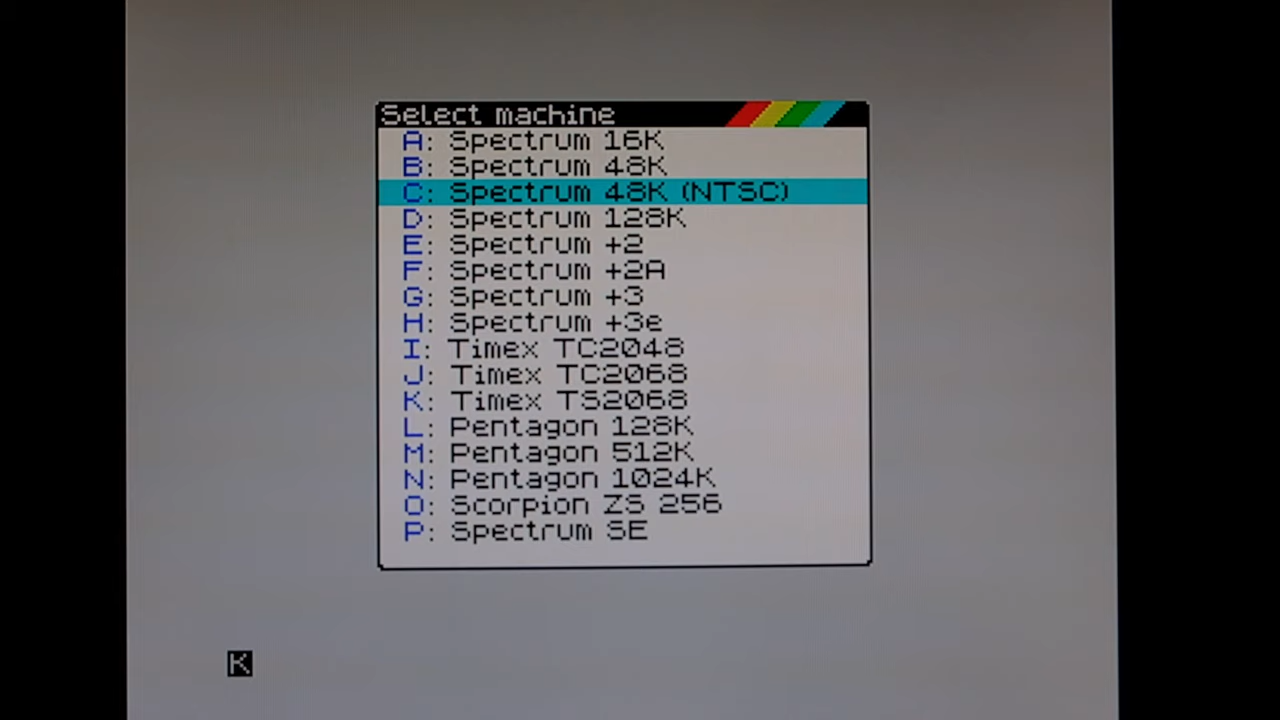 Select machine
A: Spectrum 16K
B: Spectrum 48K
C: Spectrum 48K (NTSC)
D: Spectrum 128K
E: Spectrum +2
F: Spectrum +2A
G: Spectrum +3
H: Spectrum +3e
I: Timex TC2048
J: Timex TC2068
K: Timex TS2068
L: Pentagon 128K
M: Pentagon 512K
N: Pentagon 1024K
O: Scorpion ZS 256
P: Spectrum SE
K